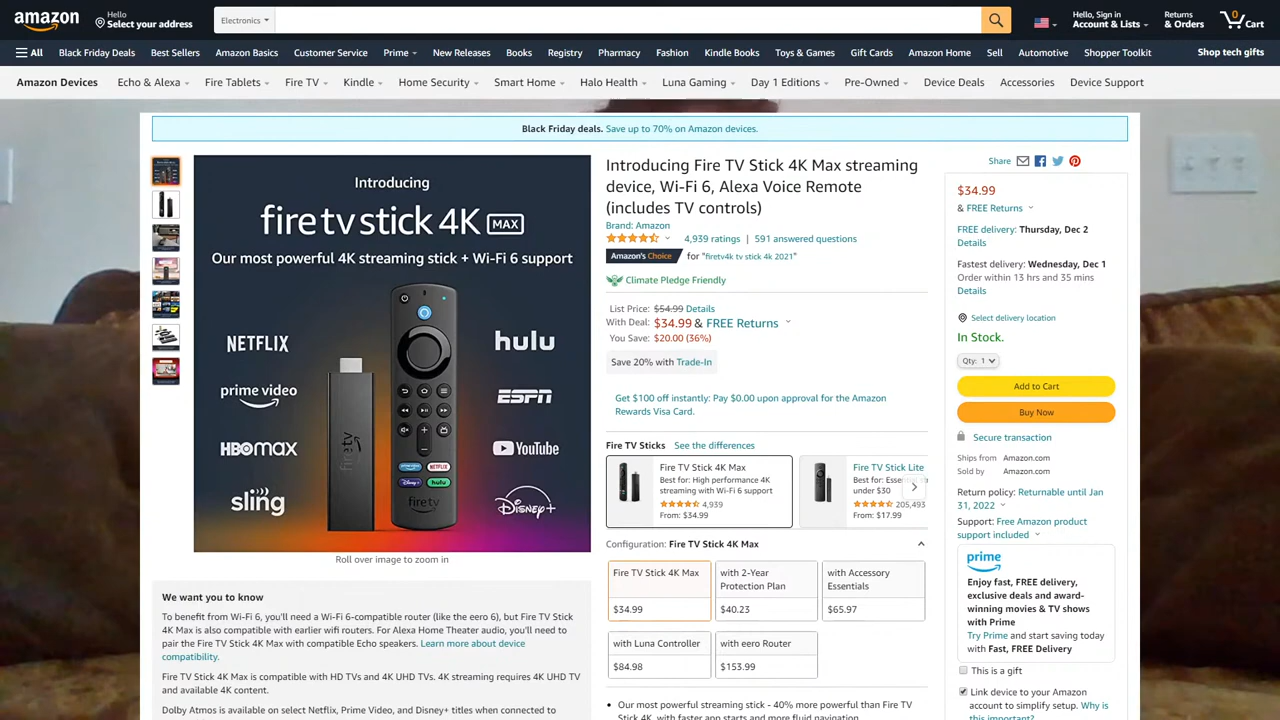 amazon
Hello
Select your address
Electronics
Hello, Sign in
Account & Lists
Returns
& Orders
0
Cart
All
Black Friday Deals
Best Sellers
Amazon Basics
Customer Service
Prime
New Releases
Books
Registry
Pharmacy
Fashion
Kindle Books
Toys & Games
Gift Cards
Amazon Home
Sell
Automotive
Shopper Toolkit
Shop tech gifts
Amazon Devices
Echo & Alexa
Fire Tablets
Fire TV
Kindle
Home Security
Smart Home
Halo Health
Luna Gaming
Day 1 Editions
Pre-Owned
Device Deals
Accessories
Device Support
Black Friday deals. Save up to 70% on Amazon devices.
Introducing
fire tv stick 4K MAX
Our most powerful 4K streaming stick + Wi-Fi 6 support
NETFLIX
prime video
HBOMAX
sling
hulu
ESPN
YouTube
Disney+
fire tv
prime video
NETFLIX
Disney+
hulu
fire tv
Roll over image to zoom in
We want you to know
To benefit from Wi-Fi 6, you'll need a Wi-Fi 6-compatible router (like the eero 6), but Fire TV Stick
4K Max is also compatible with earlier wifi routers. For Alexa Home Theater audio, you'll need to
pair the Fire TV Stick 4K Max with compatible Echo speakers. Learn more about device
compatibility.
Fire TV Stick 4K Max is compatible with HD TVs and 4K UHD TVs. 4K streaming requires 4K UHD TV
and available 4K content.
Dolby Atmos is available on select Netflix, Prime Video, and Disney+ titles when connected to
Introducing Fire TV Stick 4K Max streaming
device, Wi-Fi 6, Alexa Voice Remote
(includes TV controls)
Brand: Amazon
4,939 ratings | 591 answered questions
Amazon's Choice for "firetv4k tv stick 4k 2021"
Climate Pledge Friendly
List Price: $54.99 Details
With Deal: $34.99 & FREE Returns
You Save: $20.00 (36%)
Save 20% with Trade-In
Get $100 off instantly: Pay $0.00 upon approval for the Amazon
Rewards Visa Card.
Fire TV Sticks See the differences
Fire TV Stick 4K Max
Best for: High performance 4K
streaming with Wi-Fi 6 support
4,939
From: $34.99
Fire TV Stick Lite
under $30
205,493
From: $17.99
Configuration: Fire TV Stick 4K Max
Fire TV Stick 4K Max
$34.99
with 2-Year
Protection Plan
$40.23
with Accessory
Essentials
$65.97
with Luna Controller
$84.98
with eero Router
$153.99
Our most powerful streaming stick - 40% more powerful than Fire TV
Stick 4K, with faster app starts and more fluid navigation
Share
$34.99
& FREE Returns
FREE delivery: Thursday, Dec 2
Details
Fastest delivery: Wednesday, Dec 1
Order within 13 hrs and 35 mins
Details
Select delivery location
In Stock.
Qty: 1
Add to Cart
Buy Now
Secure transaction
Ships from Amazon.com
Sold by Amazon.com
Return policy: Returnable until Jan
31, 2022
Support: Free Amazon product
support included
prime
Enjoy fast, FREE delivery,
exclusive deals and award-
winning movies & TV shows
with Prime
Try Prime and start saving today
with Fast, FREE Delivery
This is a gift
Link device to your Amazon
account to simplify setup. Why is
this important?